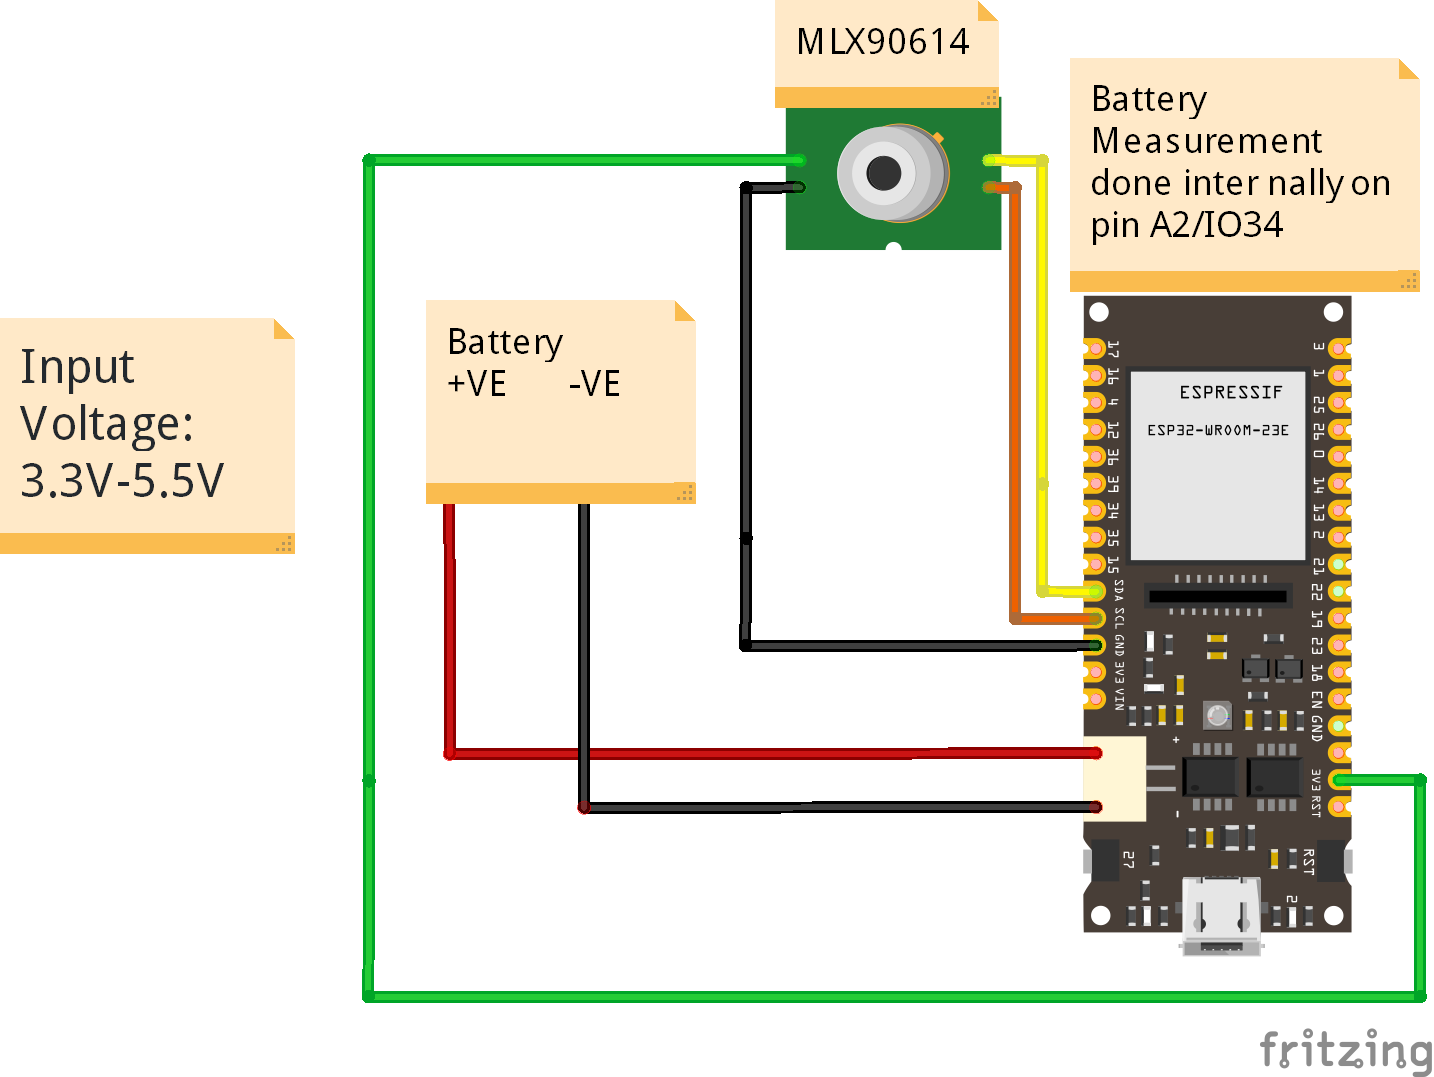 MLX90614
Battery
Measurement
done inter nally on
pin A2/IO34
Input
Voltage:
3.3V-5.5V
Battery
+VE -VE
ESPRESSIF
ESP32-WROOM-23E
17
16
4
12
36
39
34
35
15
SDA
SCL
GND
3V3
VIN
3
1
25
26
0
14
13
2
21
22
19
23
18
EN
GND
3V3
RST
+
-
27
RST
fritzing